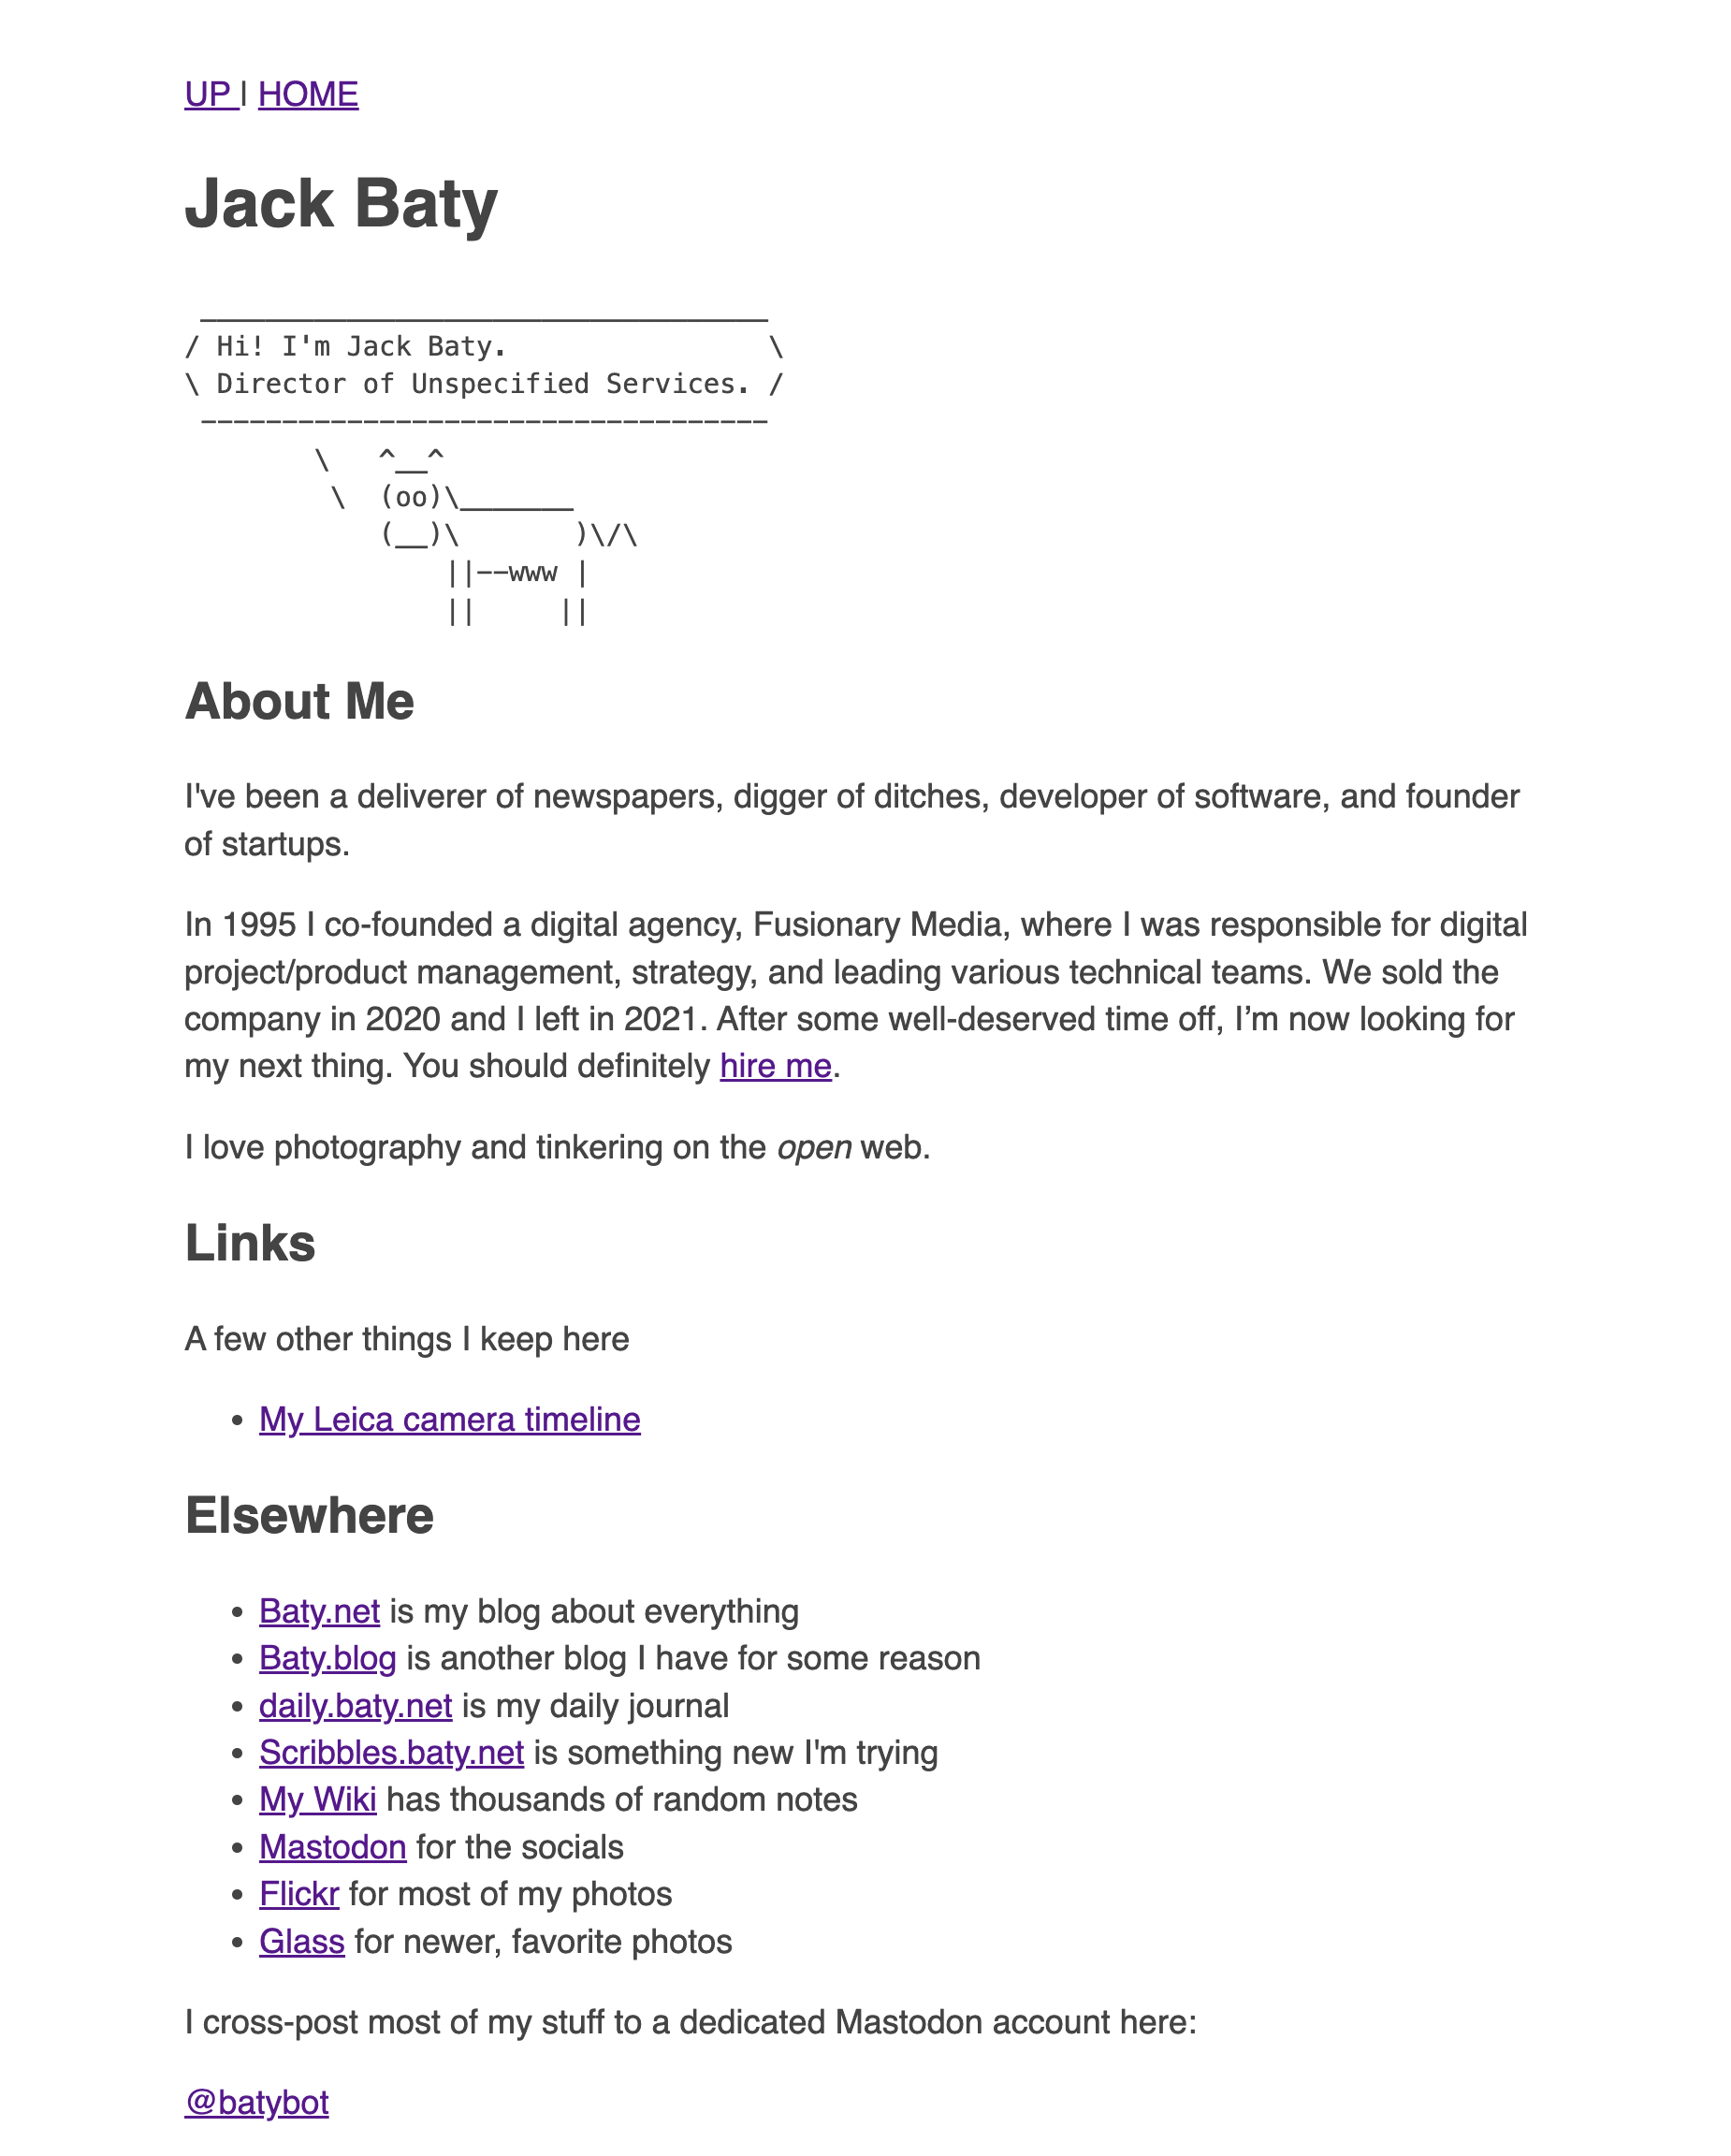 UP | HOME
Jack Baty
 ___________________________________
/ Hi! I'm Jack Baty.                \
\ Director of Unspecified Services. /
 -----------------------------------
        \   ^__^
         \  (oo)\_______
            (__)\       )\/\
                ||--www |
                ||     ||
About Me
I've been a deliverer of newspapers, digger of ditches, developer of software, and founder
of startups.
In 1995 I co-founded a digital agency, Fusionary Media, where I was responsible for digital
project/product management, strategy, and leading various technical teams. We sold the
company in 2020 and I left in 2021. After some well-deserved time off, I’m now looking for
my next thing. You should definitely hire me.
I love photography and tinkering on the open web.
Links
A few other things I keep here
• My Leica camera timeline
Elsewhere
• Baty.net is my blog about everything
• Baty.blog is another blog I have for some reason
• daily.baty.net is my daily journal
• Scribbles.baty.net is something new I'm trying
• My Wiki has thousands of random notes
• Mastodon for the socials
• Flickr for most of my photos
• Glass for newer, favorite photos
I cross-post most of my stuff to a dedicated Mastodon account here:
@batybot